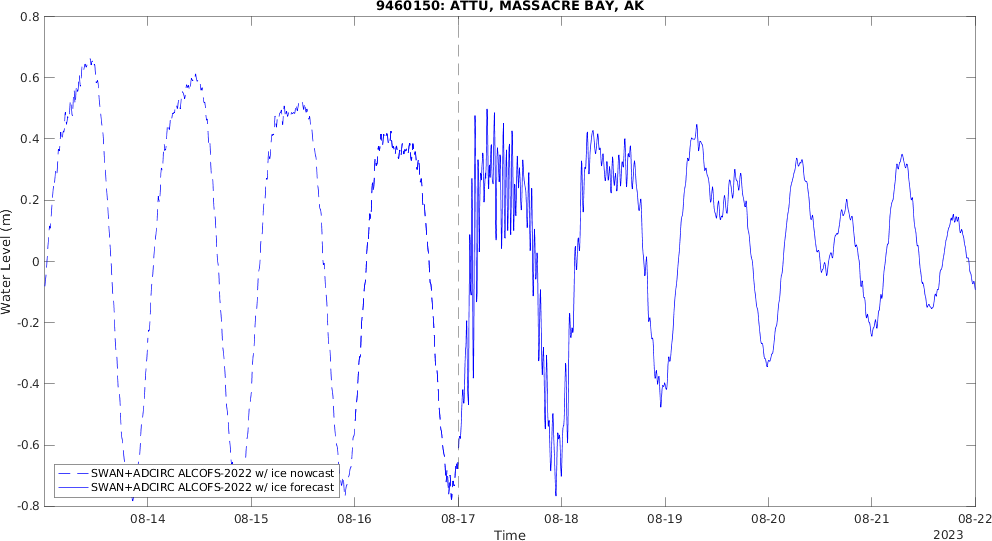 9460150: ATTU, MASSACRE BAY, AK
0.8
0.6
0.4
0.2
0
-0.2
-0.4
-0.6
-0.8
Water Level (m)
SWAN+ADCIRC ALCOFS-2022 w/ ice nowcast
SWAN+ADCIRC ALCOFS-2022 w/ ice forecast
08-14 08-15 08-16 08-17 08-18 08-19 08-20 08-21 08-22
Time
2023